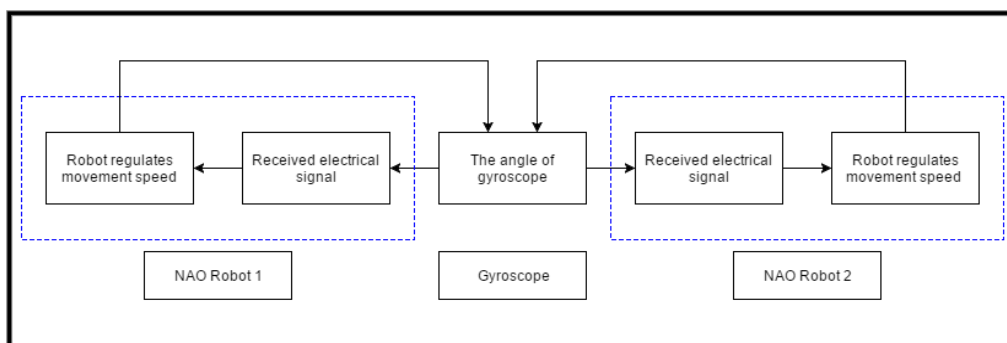 Robot regulates
movement speed
Received electrical
signal
The angle of
gyroscope
Received electrical
signal
Robot regulates
movement speed
NAO Robot 1
Gyroscope
NAO Robot 2